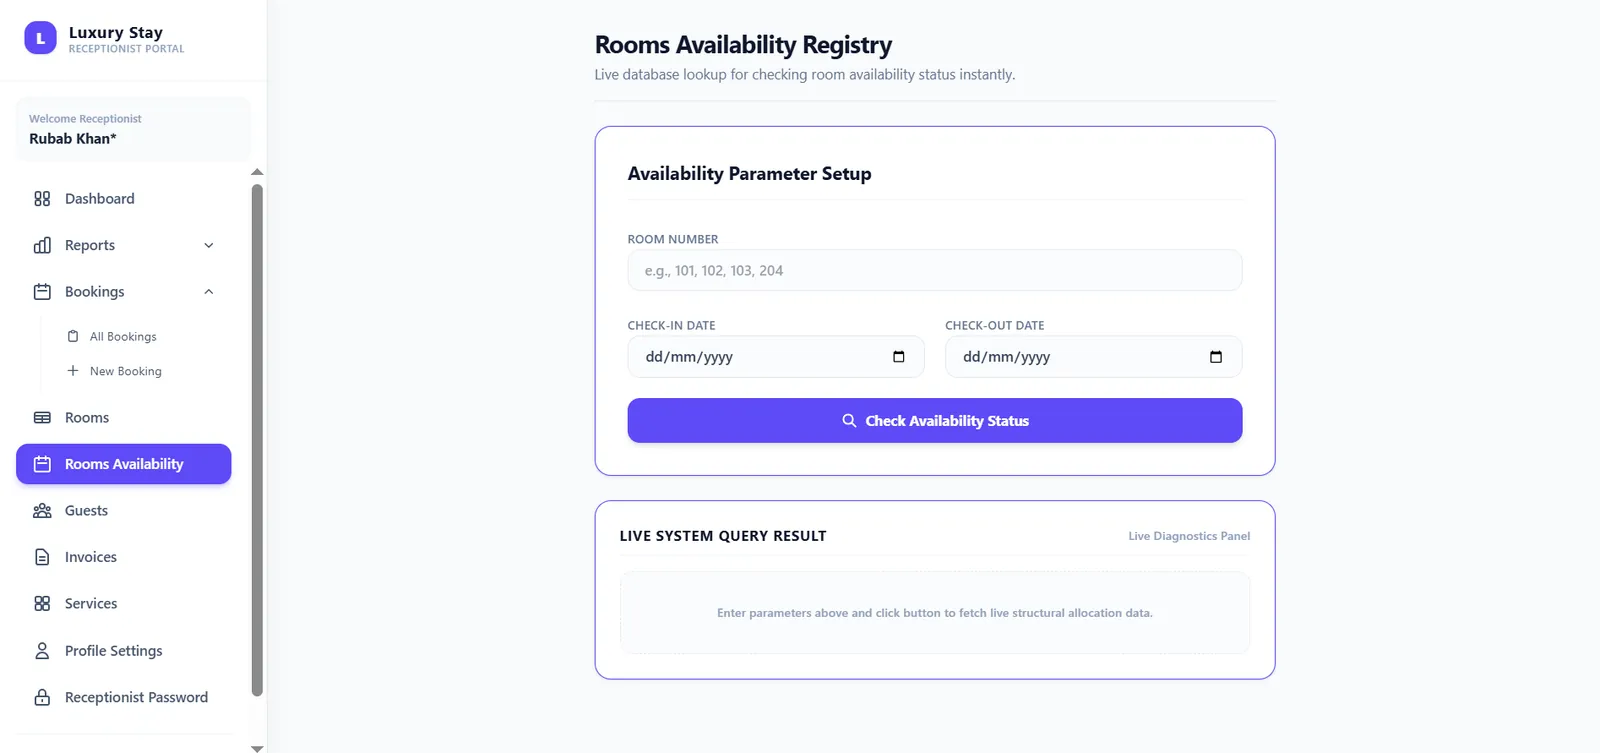 L
Luxury Stay
RECEPTIONIST PORTAL
Welcome Receptionist
Rubab Khan*
Dashboard
Reports
Bookings
All Bookings
New Booking
Rooms
Rooms Availability
Guests
Invoices
Services
Profile Settings
Receptionist Password
Rooms Availability Registry
Live database lookup for checking room availability status instantly.
Availability Parameter Setup
ROOM NUMBER
e.g., 101, 102, 103, 204
CHECK-IN DATE
CHECK-OUT DATE
dd/mm/yyyy
dd/mm/yyyy
Check Availability Status
LIVE SYSTEM QUERY RESULT
Live Diagnostics Panel
Enter parameters above and click button to fetch live structural allocation data.